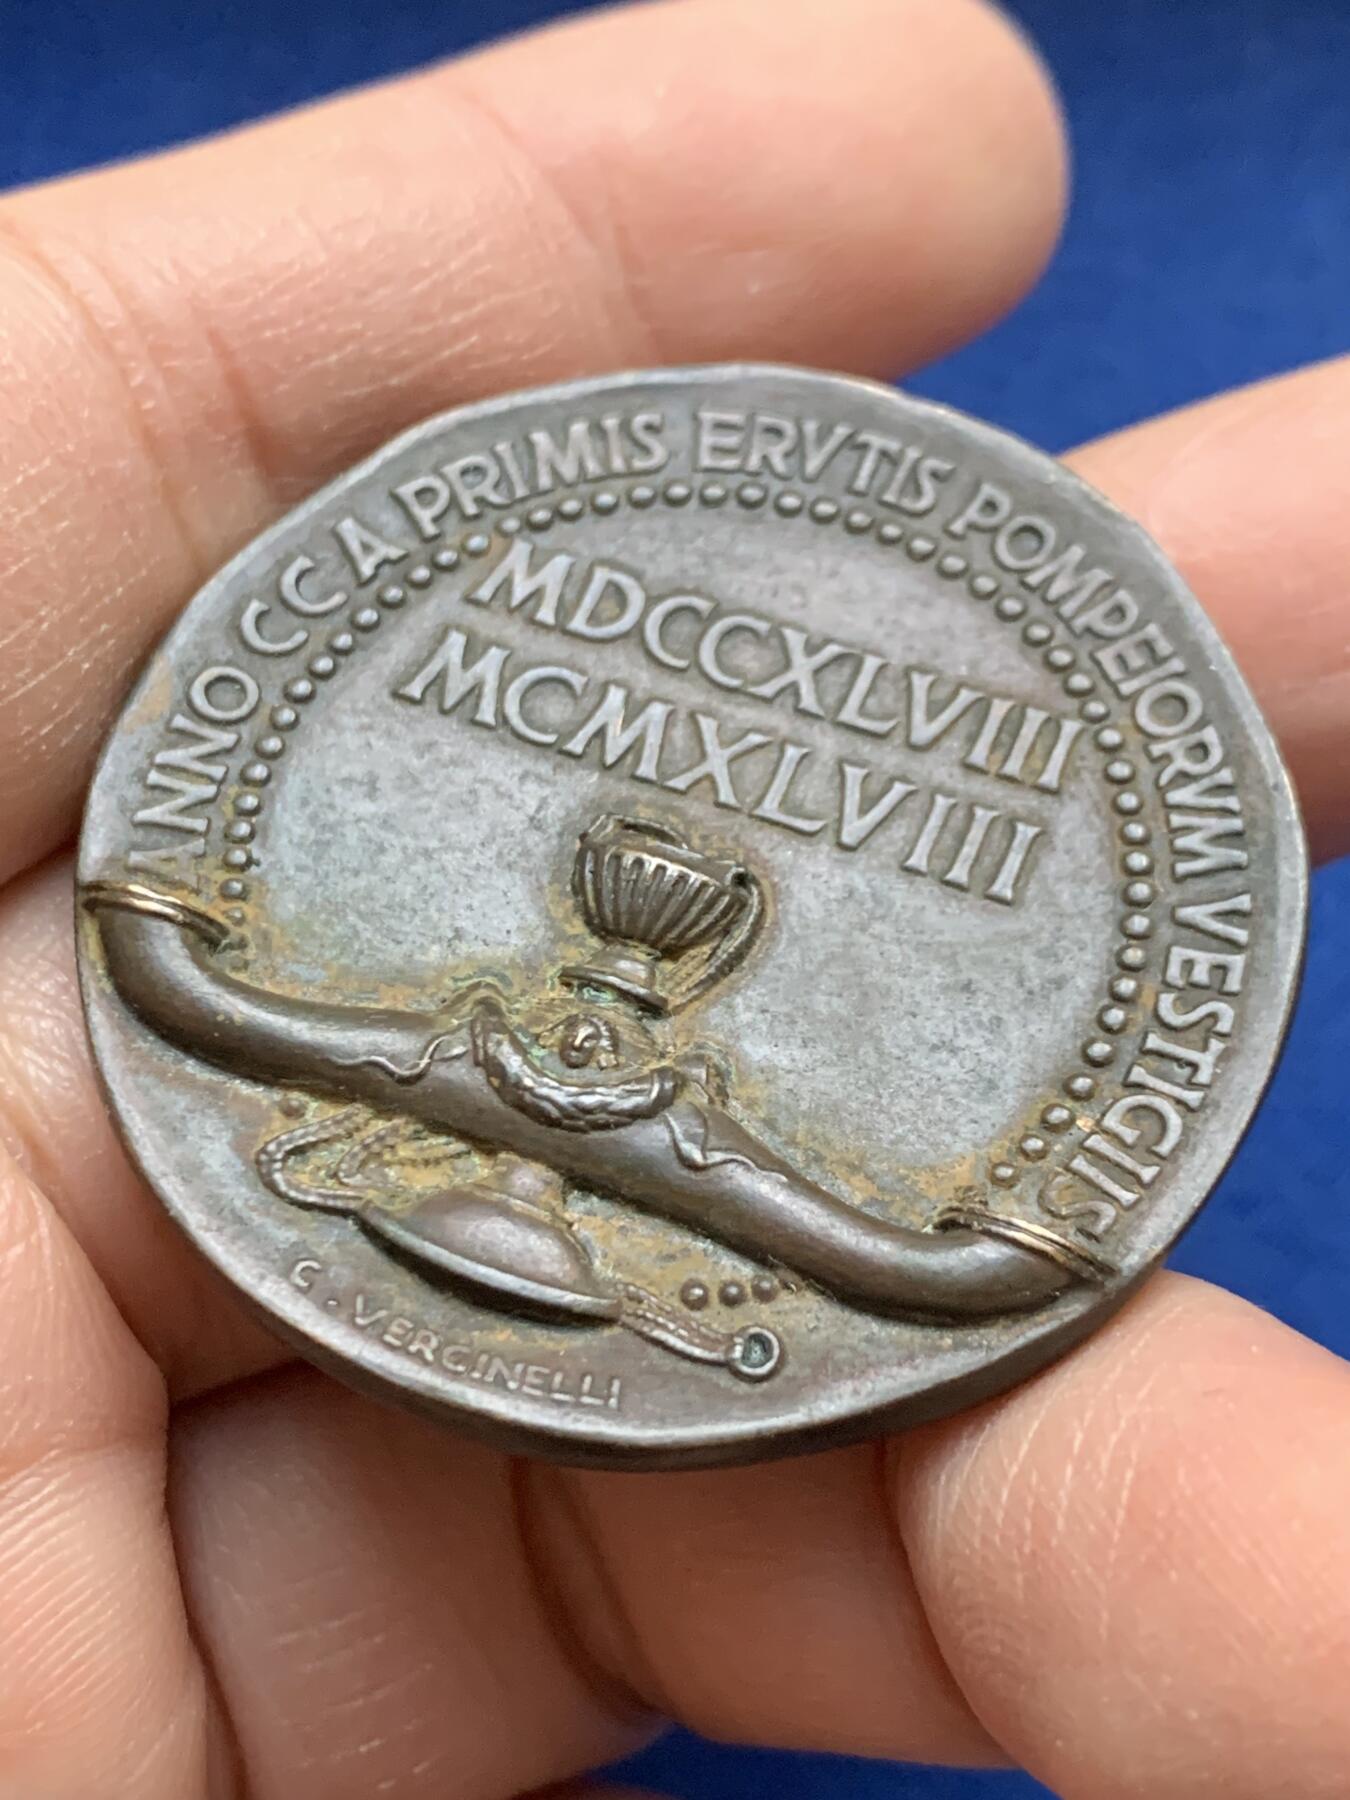 ANNO CC A PRIMIS ERVTIS POMPEIORVM VESTIGIIS
MDCCXLVIII
MCMXLVIII
C. VERGINELLI